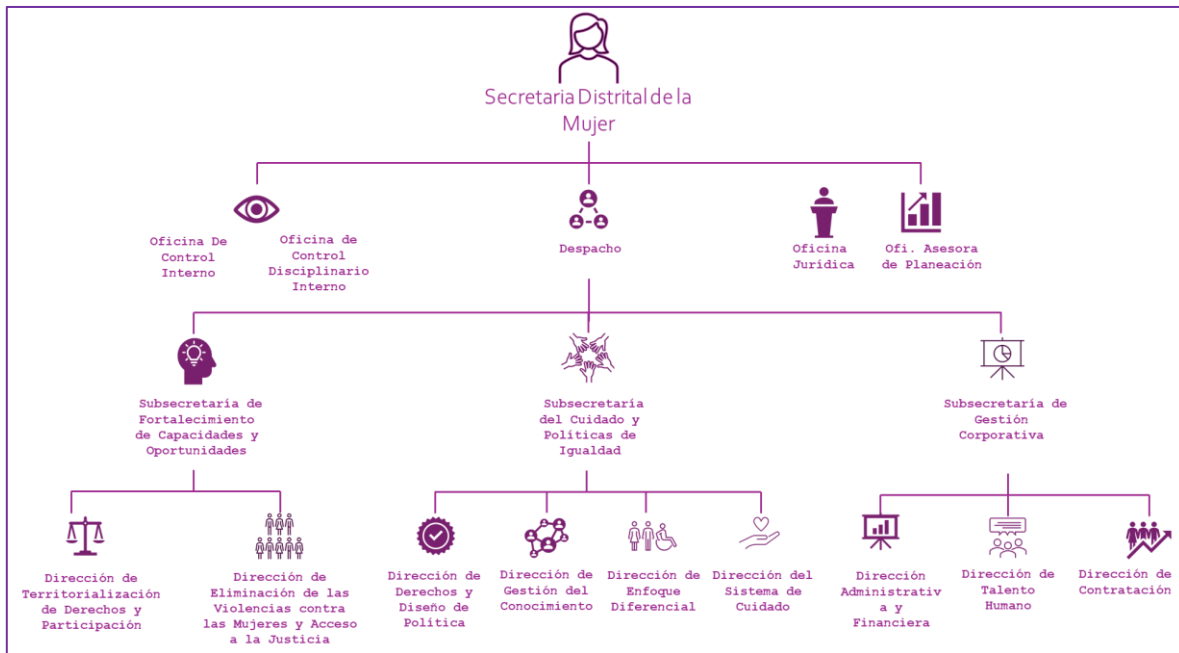 Secretaria Distrital de la
Mujer
Oficina De
Control
Interno
Oficina de
Control
Disciplinario
Interno
Despacho
Oficina
Jurídica
Ofi. Asesora
de Planeación
Subsecretaría de
Fortalecimiento
de Capacidades y
Oportunidades
Subsecretaría
del Cuidado y
Políticas de
Igualdad
Subsecretaría de
Gestión
Corporativa
Dirección de
Territorialización
de Derechos y
Participación
Dirección de
Eliminación de las
Violencias contra
las Mujeres y Acceso
a la Justicia
Dirección de
Derechos y
Diseño de
Política
Dirección de
Gestión del
Conocimiento
Dirección de
Enfoque
Diferencial
Dirección del
Sistema de
Cuidado
Dirección
Administrativ
a y
Financiera
Dirección de
Talento
Humano
Dirección de
Contratación